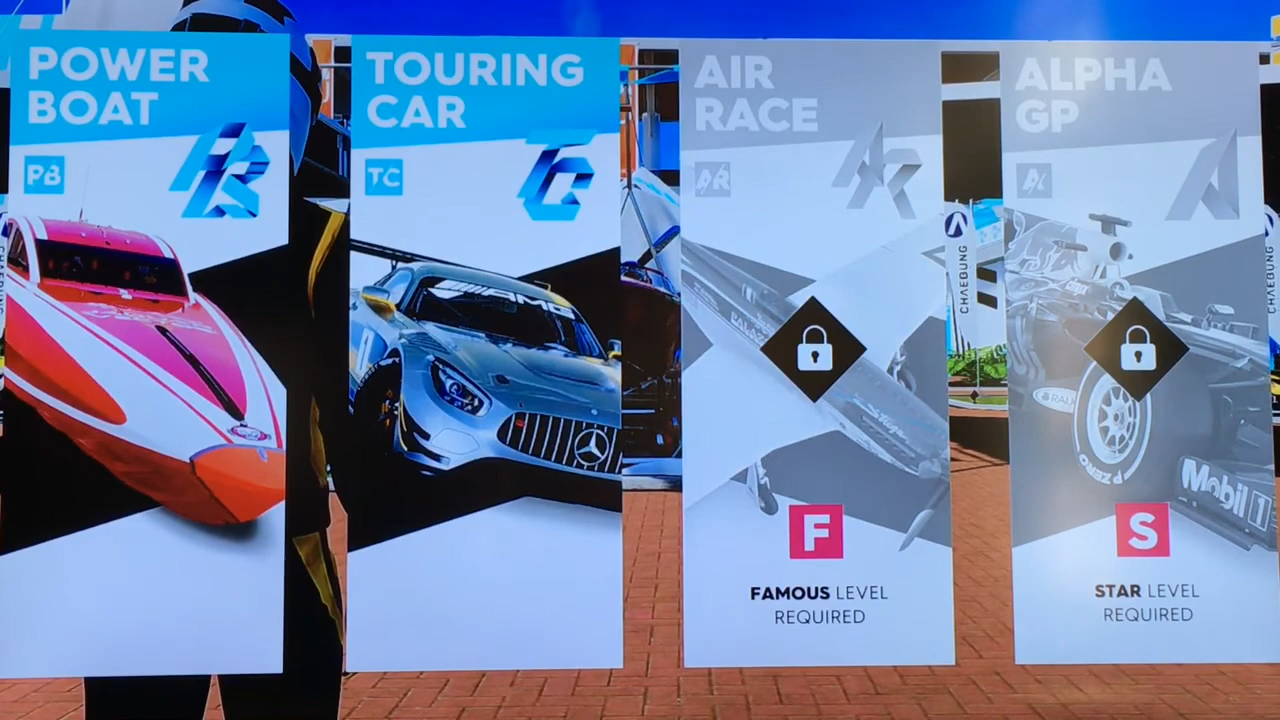 POWER
BOAT
PB
TOURING
CAR
TC
AMG
AIR
RACE
AR
FAMOUS LEVEL
REQUIRED
F
ALPHA
GP
P ZERO
Mobil 1
S
STAR LEVEL
REQUIRED
CHAEBUNG